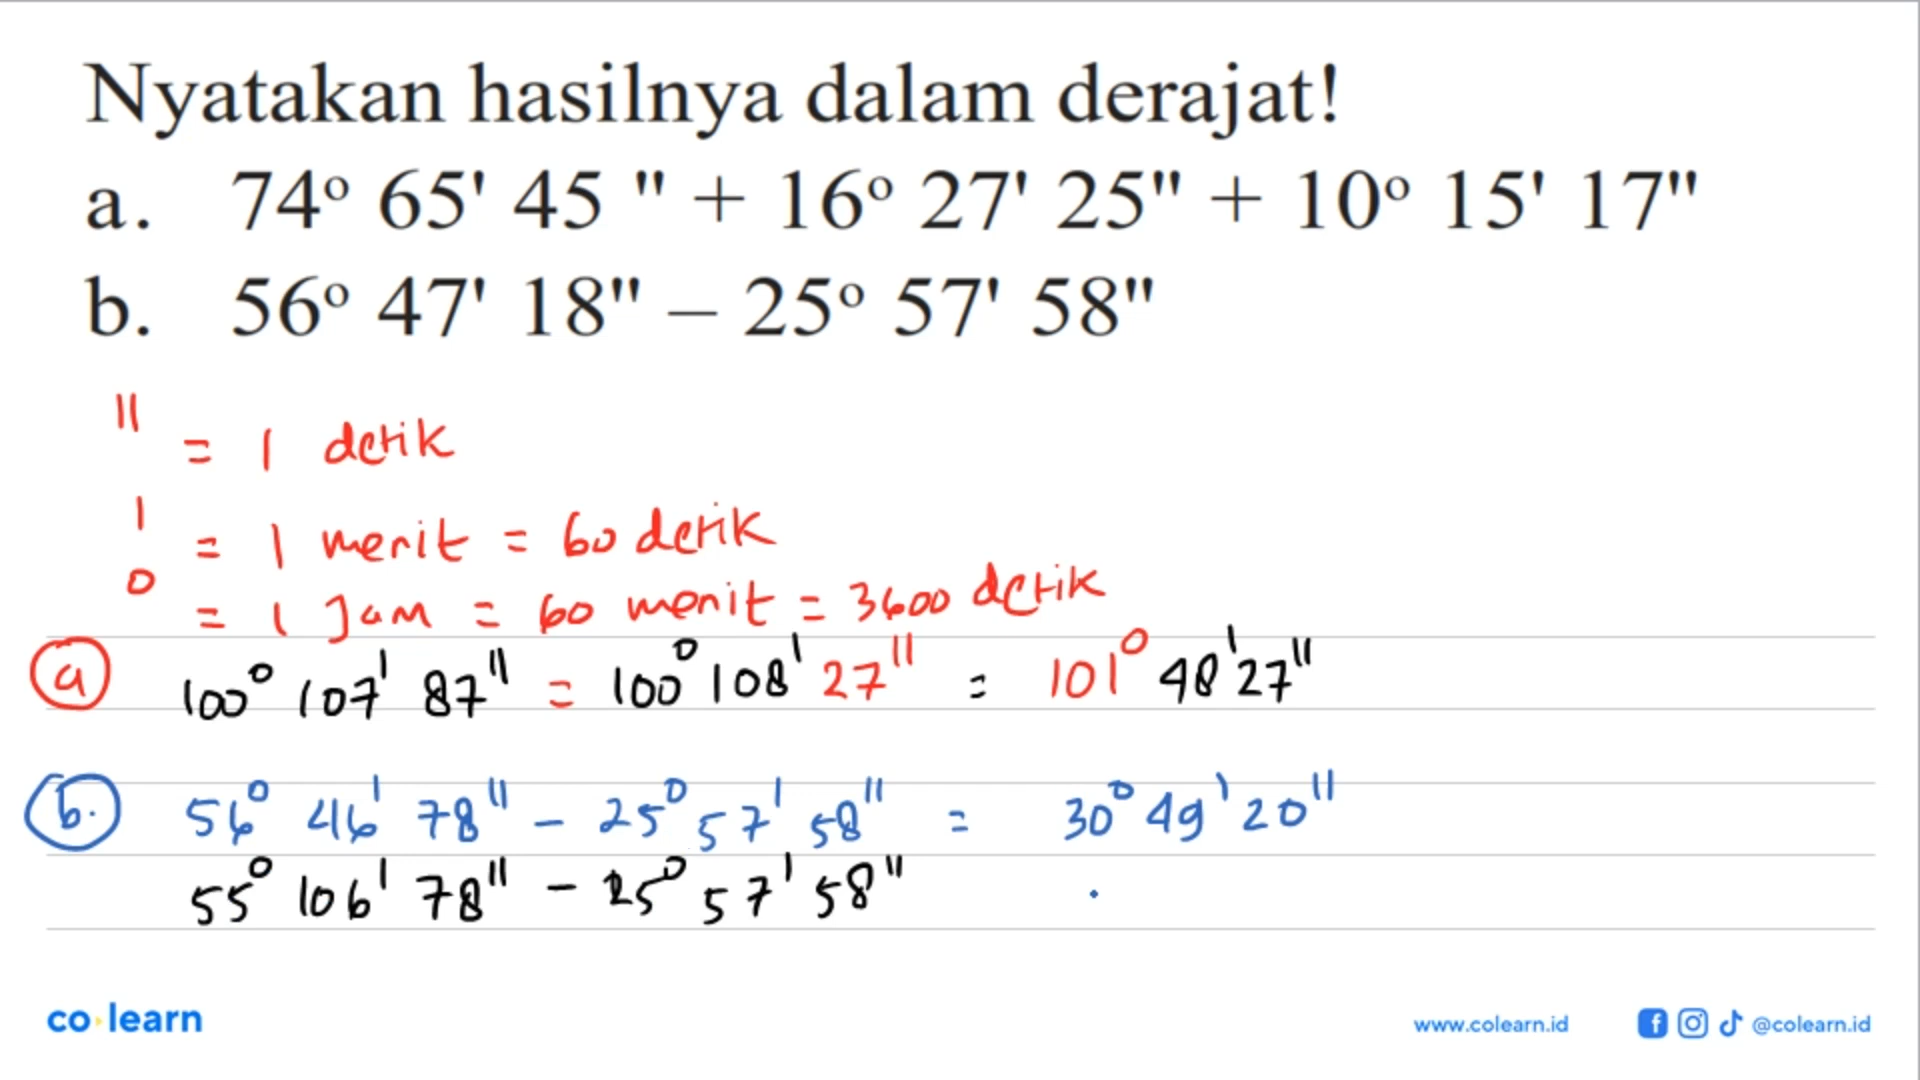 Nyatakan hasilnya dalam derajat!
a. 74° 65' 45 " + 16° 27' 25" + 10° 15' 17"
b. 56° 47' 18" – 25° 57' 58"
" = 1 detik
' = 1 menit = 60 detik
° = 1 Jam = 60 menit = 3600 detik
a 100° 107' 87" = 100° 108' 27" = 101° 48' 27"
b. 56° 46' 78" - 25° 57' 58" = 30° 49' 20"
55° 106' 78" - 25° 57' 58"
co learn www.colearn.id @colearn.id